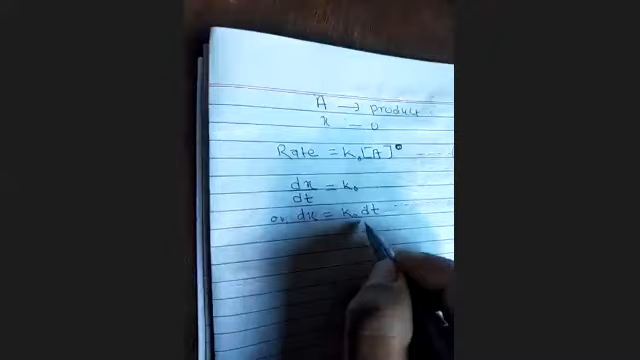 A → product
x — 0
Rate = k₀[A]⁰ ----
dx/dt = k₀
or, dx = k₀dt ---